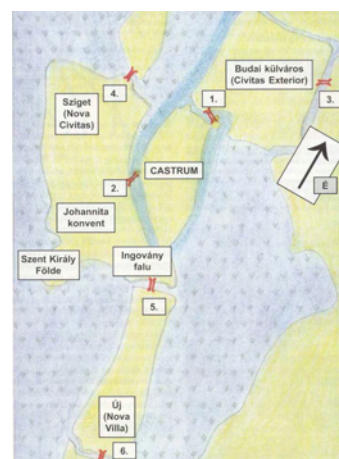 Budai külváros
(Civitas Exterior)
4.
1.
3.
Sziget
(Nova
Civitas)
É
CASTRUM
2.
Johannita
konvent
Szent Király
Földe
Ingovány
falu
5.
Új
(Nova
Villa)
6.